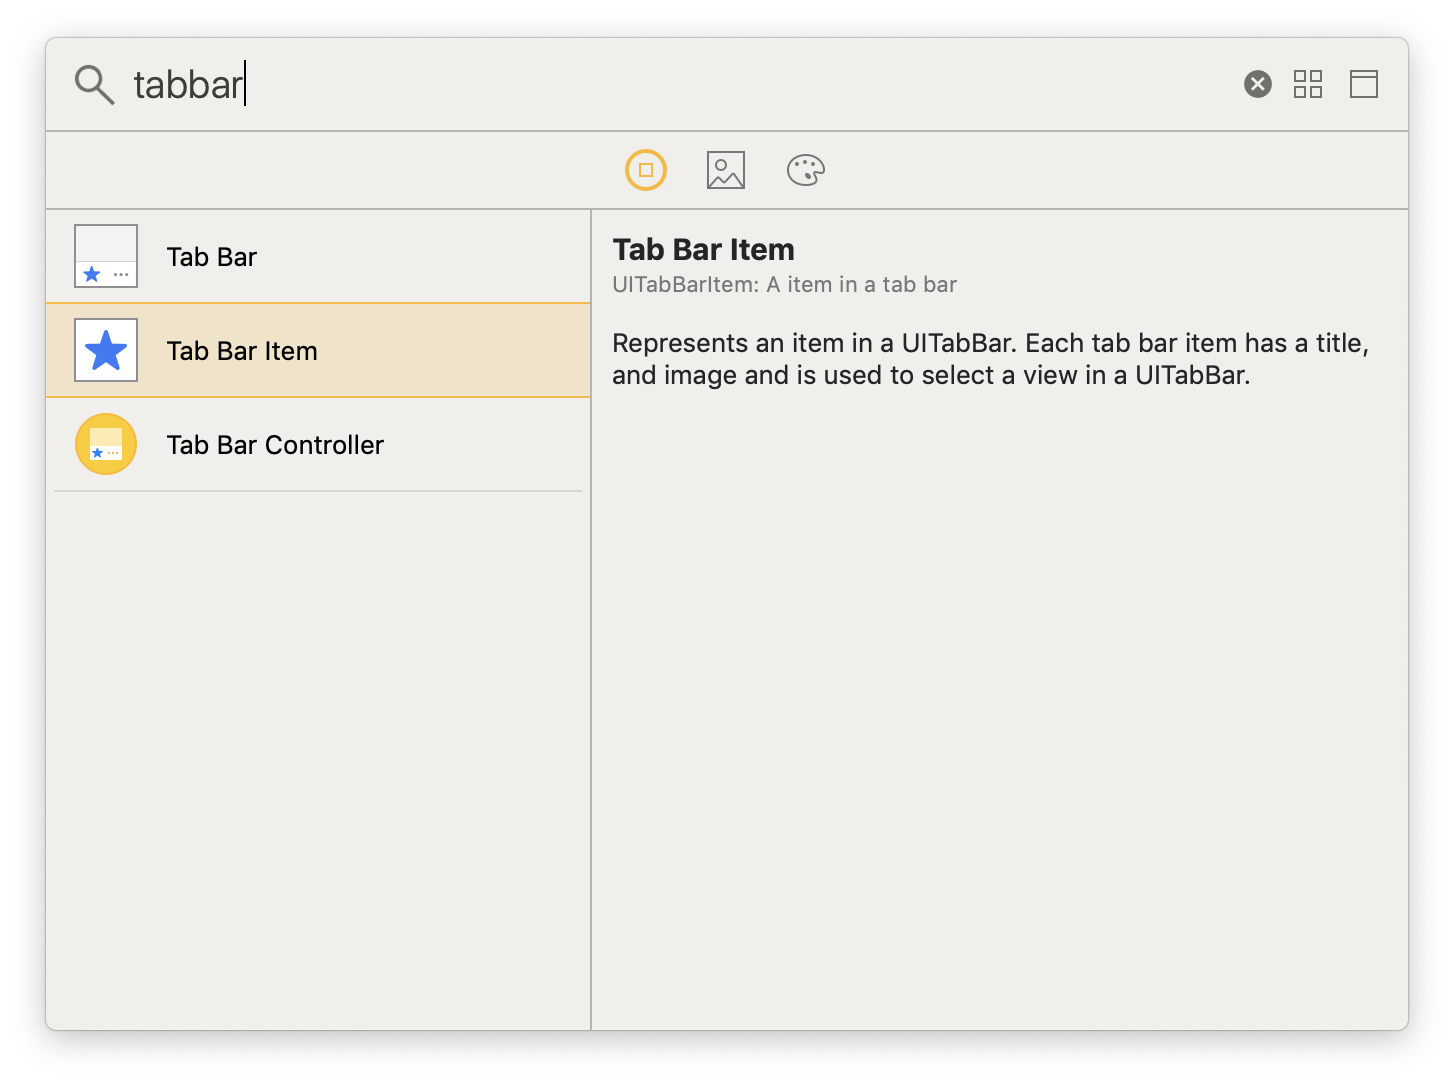 tabbar
Tab Bar
Tab Bar Item
Tab Bar Controller
Tab Bar Item
UITabBarItem: A item in a tab bar
Represents an item in a UITabBar. Each tab bar item has a title,
and image and is used to select a view in a UITabBar.